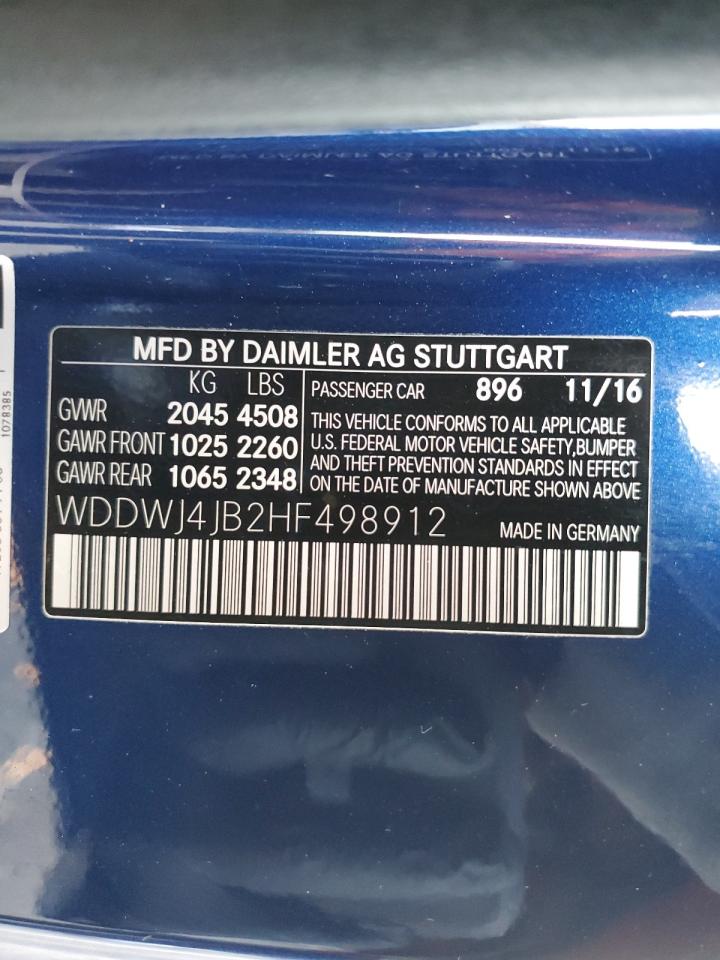 MFD BY DAIMLER AG STUTTGART
KG LBS
GVWR 2045 4508
GAWR FRONT 1025 2260
GAWR REAR 1065 2348
PASSENGER CAR 896 11/16
THIS VEHICLE CONFORMS TO ALL APPLICABLE
U.S. FEDERAL MOTOR VEHICLE SAFETY,BUMPER
AND THEFT PREVENTION STANDARDS IN EFFECT
ON THE DATE OF MANUFACTURE SHOWN ABOVE
WDDWJ4JB2HF498912
MADE IN GERMANY
1078385